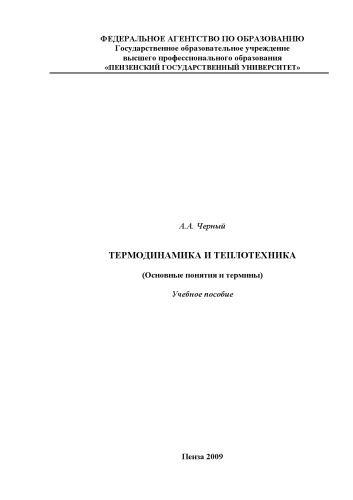 ФЕДЕРАЛЬНОЕ АГЕНТСТВО ПО ОБРАЗОВАНИЮ
Государственное образовательное учреждение
высшего профессионального образования
«ПЕНЗЕНСКИЙ ГОСУДАРСТВЕННЫЙ УНИВЕРСИТЕТ»
А.А. Черный
ТЕРМОДИНАМИКА И ТЕПЛОТЕХНИКА
(Основные понятия и термины)
Учебное пособие
Пенза 2009